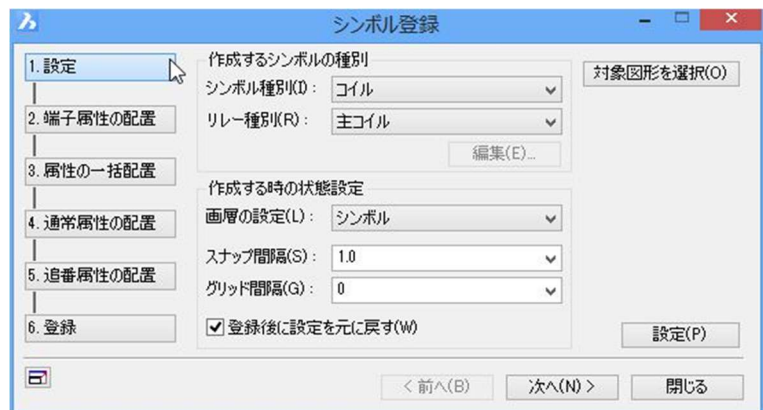 シンボル登録
1. 設定
2. 端子属性の配置
3. 属性の一括配置
4. 通常属性の配置
5. 追番属性の配置
6. 登録
作成するシンボルの種別
シンボル種別(I): コイル
リレー種別(R): 主コイル
編集(E)...
作成する時の状態設定
画層の設定(L): シンボル
スナップ間隔(S): 1.0
グリッド間隔(G): 0
登録後に設定を元に戻す(W)
対象図形を選択(O)
設定(P)
< 前へ(B)
次へ(N) >
閉じる